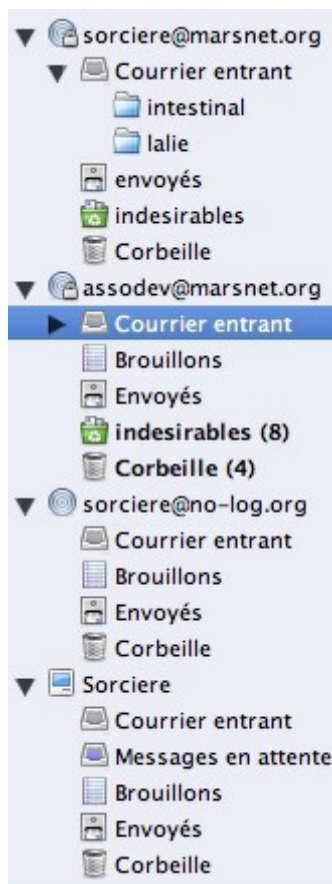 sorciere@marsnet.org
Courrier entrant
intestinal
lalie
envoyés
indesirables
Corbeille
assodev@marsnet.org
Courrier entrant
Brouillons
Envoyés
indesirables (8)
Corbeille (4)
sorciere@no-log.org
Courrier entrant
Brouillons
Envoyés
Corbeille
Sorciere
Courrier entrant
Messages en attente
Brouillons
Envoyés
Corbeille